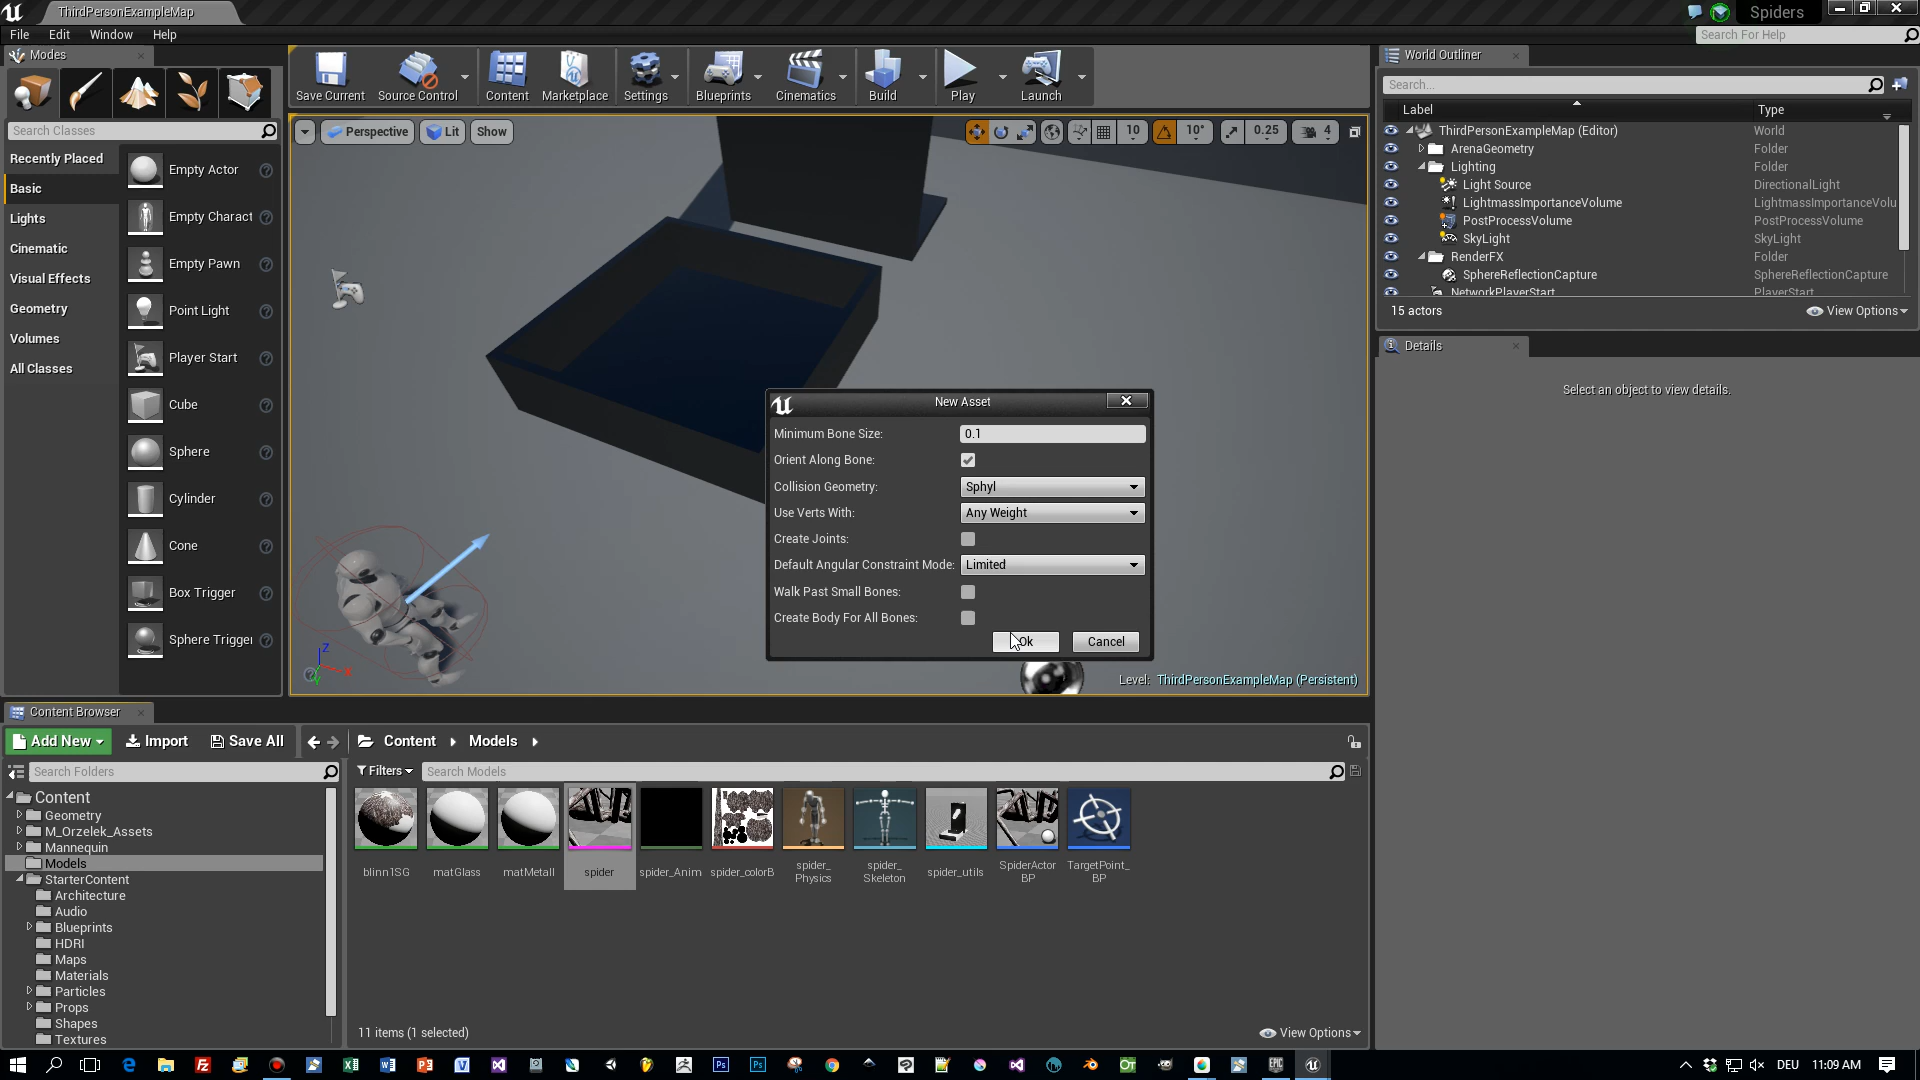 ThirdPersonExampleMap
Spiders
File Edit Window Help
Search For Help
Modes
Search Classes
Recently Placed
Basic
Lights
Cinematic
Visual Effects
Geometry
Volumes
All Classes
Empty Actor
Empty Charact
Empty Pawn
Point Light
Player Start
Cube
Sphere
Cylinder
Cone
Box Trigger
Sphere Trigger
Save Current Source Control Content Marketplace Settings Blueprints Cinematics Build Play Launch
Perspective Lit Show
10 10° 0.25 4
New Asset
Minimum Bone Size: 0.1
Orient Along Bone:
Collision Geometry: Sphyl
Use Verts With: Any Weight
Create Joints:
Default Angular Constraint Mode: Limited
Walk Past Small Bones:
Create Body For All Bones:
Ok Cancel
Z
X
Y
Level: ThirdPersonExampleMap (Persistent)
World Outliner
Search...
Label Type
ThirdPersonExampleMap (Editor) World
ArenaGeometry Folder
Lighting Folder
Light Source DirectionalLight
LightmassImportanceVolume LightmassImportanceVolu
PostProcessVolume PostProcessVolume
SkyLight SkyLight
RenderFX Folder
SphereReflectionCapture SphereReflectionCapture
NetworkPlayerStart PlayerStart
15 actors View Options
Details
Select an object to view details.
Content Browser
Add New Import Save All Content Models
Search Folders
Filters Search Models
Content
Geometry
M_Orzelek_Assets
Mannequin
Models
StarterContent
Architecture
Audio
Blueprints
HDRI
Maps
Materials
Particles
Props
Shapes
Textures
blinn1SG
matGlass
matMetall
spider
spider_Anim
spider_colorB
spider_
Physics
spider_
Skeleton
spider_utils
SpiderActor
BP
TargetPoint_
BP
11 items (1 selected) View Options
DEU 11:09 AM